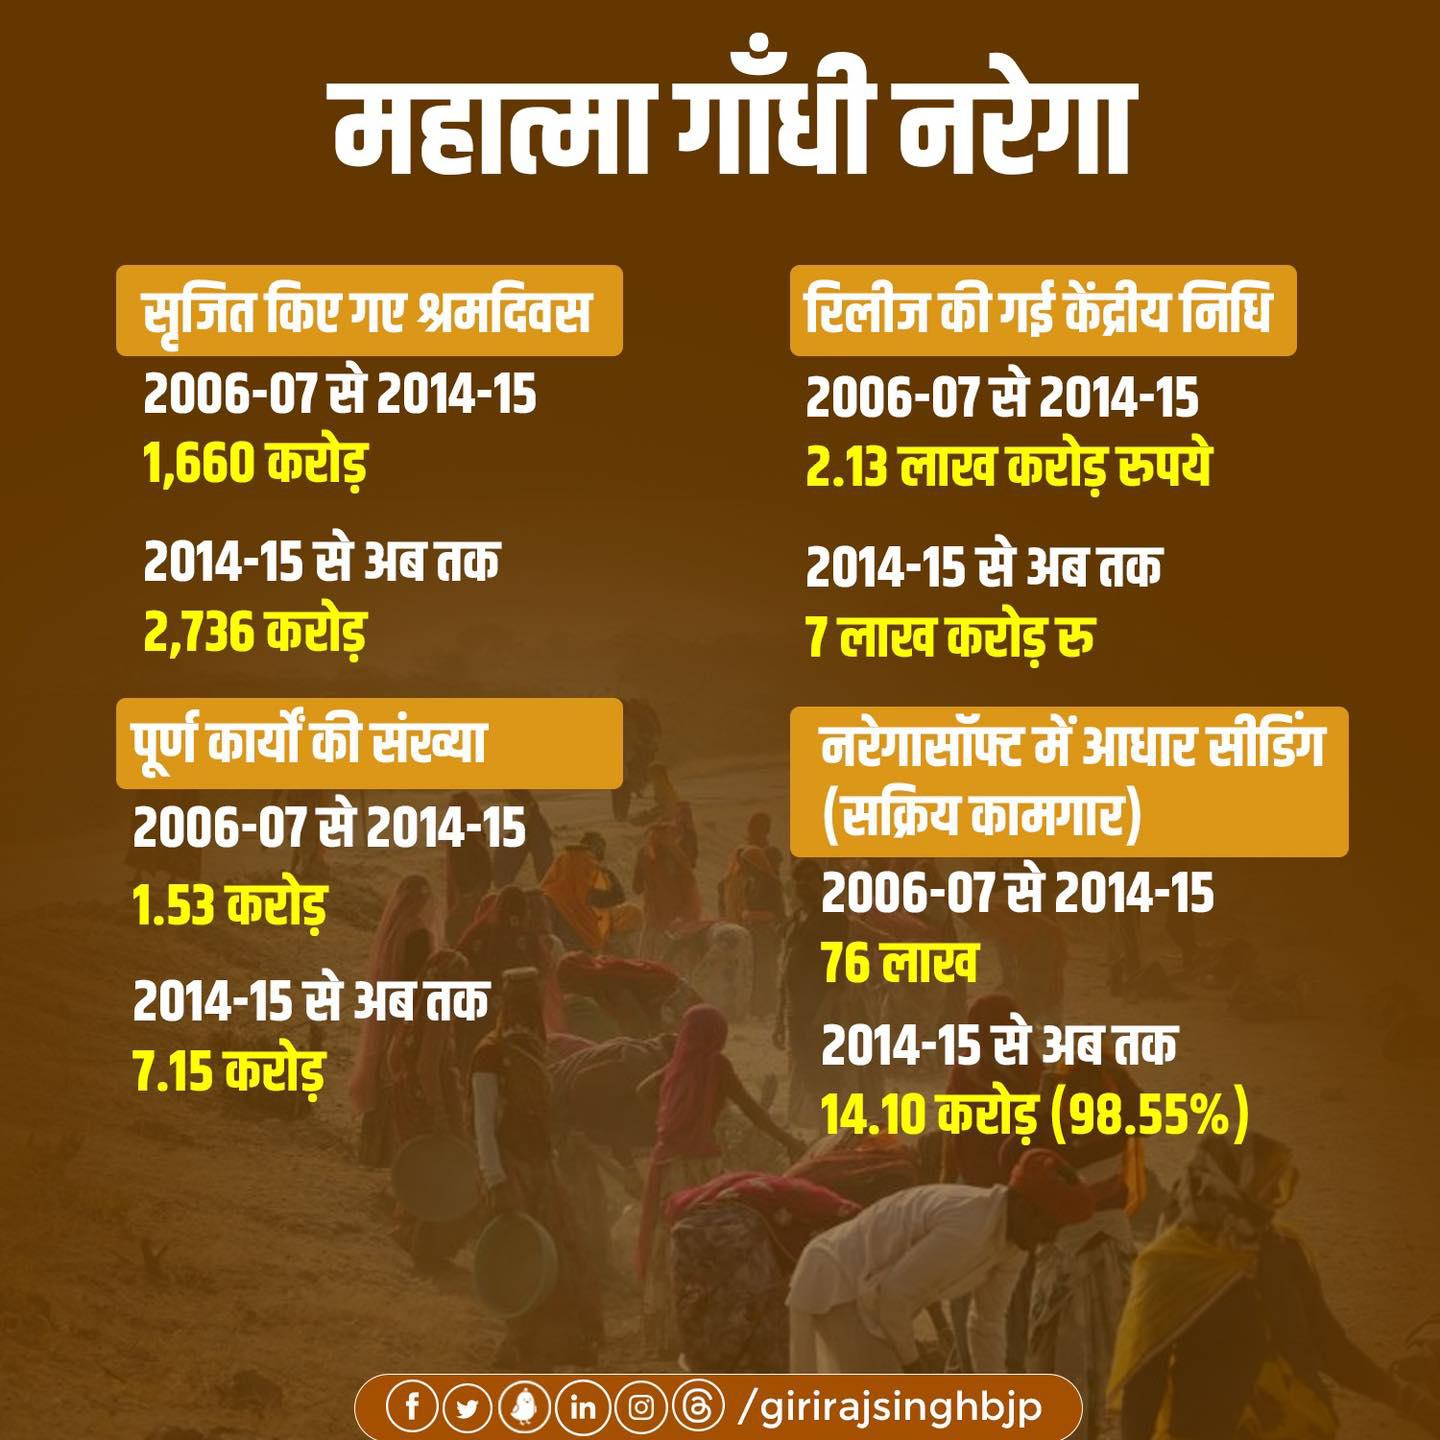 महात्मा गाँधी नरेगा
सृजित किए गए श्रमदिवस
2006-07 से 2014-15
1,660 करोड़
2014-15 से अब तक
2,736 करोड़
रिलीज की गई केंद्रीय निधि
2006-07 से 2014-15
2.13 लाख करोड़ रुपये
2014-15 से अब तक
7 लाख करोड़ रु
पूर्ण कार्यों की संख्या
2006-07 से 2014-15
1.53 करोड़
2014-15 से अब तक
7.15 करोड़
नरेगासॉफ्ट में आधार सीडिंग
(सक्रिय कामगार)
2006-07 से 2014-15
76 लाख
2014-15 से अब तक
14.10 करोड़ (98.55%)
/girirajsinghbjp